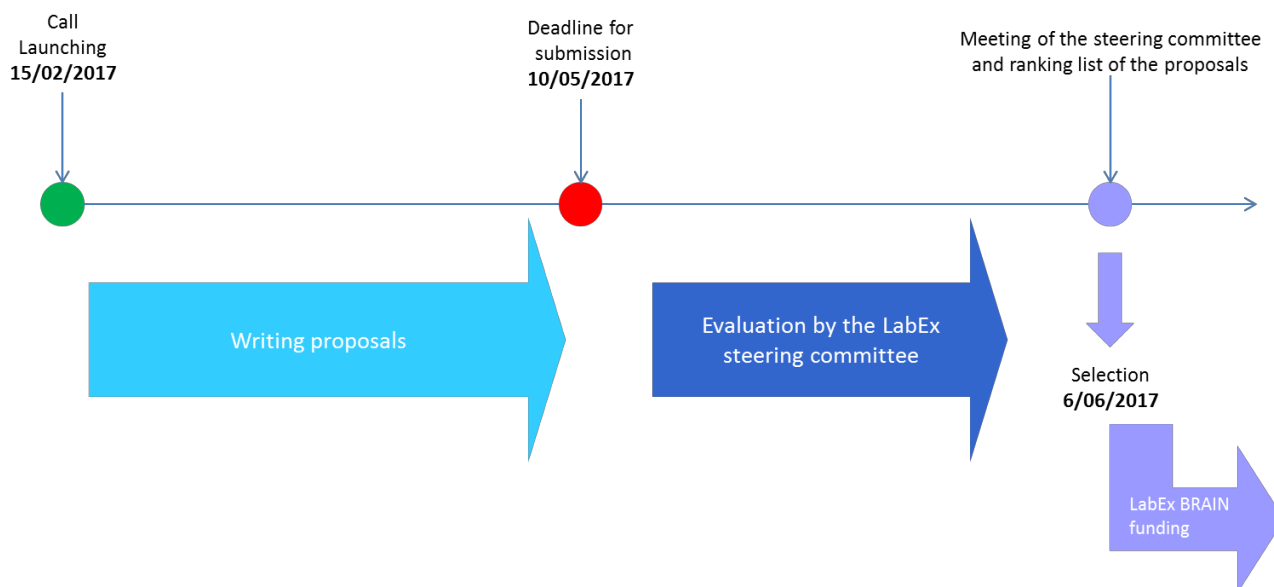 Call
Launching
15/02/2017
Deadline for
submission
10/05/2017
Meeting of the steering committee
and ranking list of the proposals
Writing proposals
Evaluation by the LabEx
steering committee
Selection
6/06/2017
LabEx BRAIN
funding